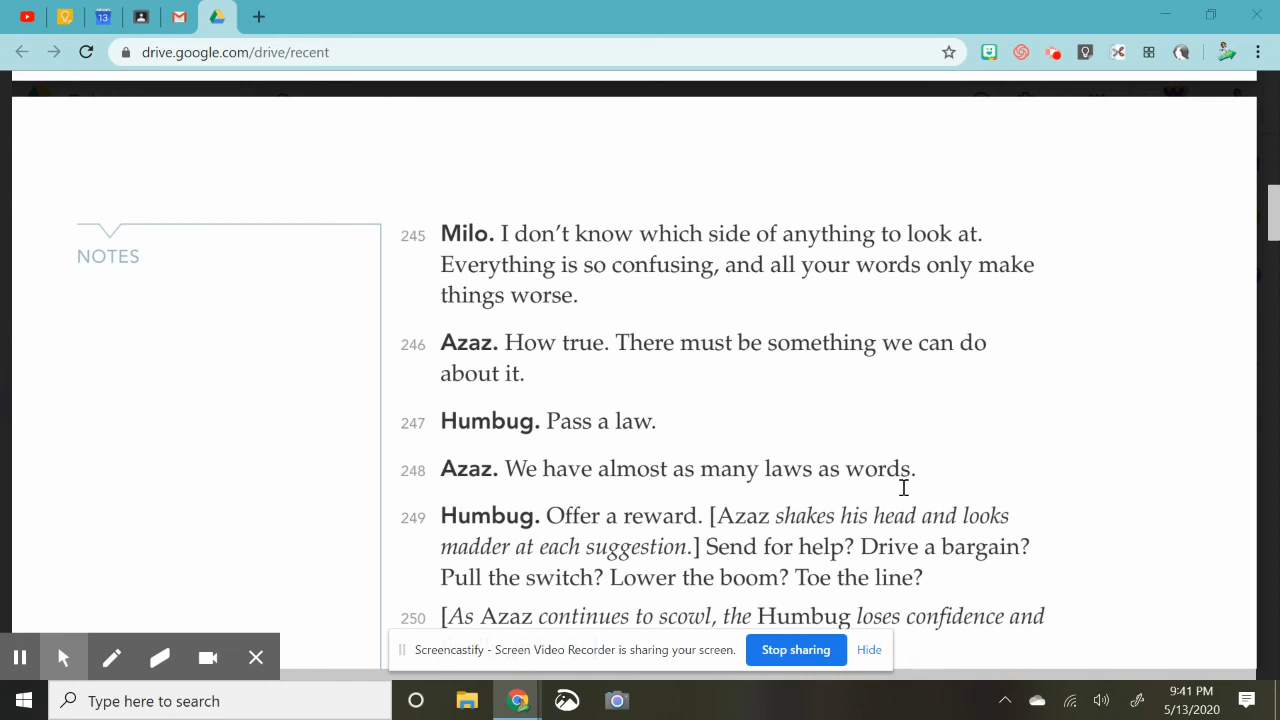 13
drive.google.com/drive/recent
NOTES
245 Milo. I don't know which side of anything to look at.
Everything is so confusing, and all your words only make
things worse.
246 Azaz. How true. There must be something we can do
about it.
247 Humbug. Pass a law.
248 Azaz. We have almost as many laws as words.
249 Humbug. Offer a reward. [Azaz shakes his head and looks
madder at each suggestion.] Send for help? Drive a bargain?
Pull the switch? Lower the boom? Toe the line?
250 [As Azaz continues to scowl, the Humbug loses confidence and
Screencastify - Screen Video Recorder is sharing your screen.
Stop sharing
Hide
Type here to search
9:41 PM
5/13/2020